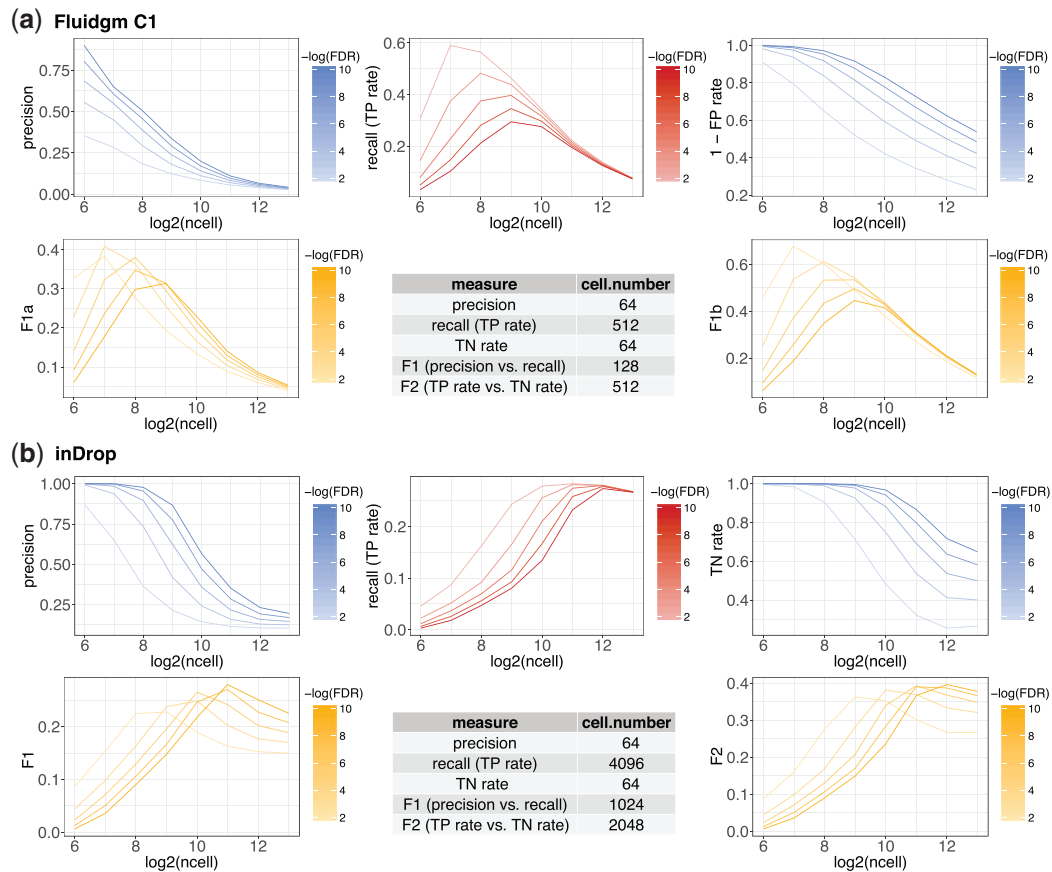 (a) Fluidgm C1
precision
0.75
0.50
0.25
0.00
6 8 10 12
log2(ncell)
−log(FDR)
10
8
6
4
2
recall (TP rate)
0.6
0.4
0.2
6 8 10 12
log2(ncell)
−log(FDR)
10
8
6
4
2
1 − FP rate
1.0
0.8
0.6
0.4
0.2
6 8 10 12
log2(ncell)
−log(FDR)
10
8
6
4
2
F1a
0.4
0.3
0.2
0.1
6 8 10 12
log2(ncell)
−log(FDR)
10
8
6
4
2
measure cell.number
precision 64
recall (TP rate) 512
TN rate 64
F1 (precision vs. recall) 128
F2 (TP rate vs. TN rate) 512
F1b
0.6
0.4
0.2
6 8 10 12
log2(ncell)
−log(FDR)
10
8
6
4
2
(b) inDrop
precision
1.00
0.75
0.50
0.25
6 8 10 12
log2(ncell)
−log(FDR)
10
8
6
4
2
recall (TP rate)
0.2
0.1
0.0
6 8 10 12
log2(ncell)
−log(FDR)
10
8
6
4
2
TN rate
1.0
0.8
0.6
0.4
6 8 10 12
log2(ncell)
−log(FDR)
10
8
6
4
2
F1
0.2
0.1
0.0
6 8 10 12
log2(ncell)
−log(FDR)
10
8
6
4
2
measure cell.number
precision 64
recall (TP rate) 4096
TN rate 64
F1 (precision vs. recall) 1024
F2 (TP rate vs. TN rate) 2048
F2
0.4
0.3
0.2
0.1
0.0
6 8 10 12
log2(ncell)
−log(FDR)
10
8
6
4
2